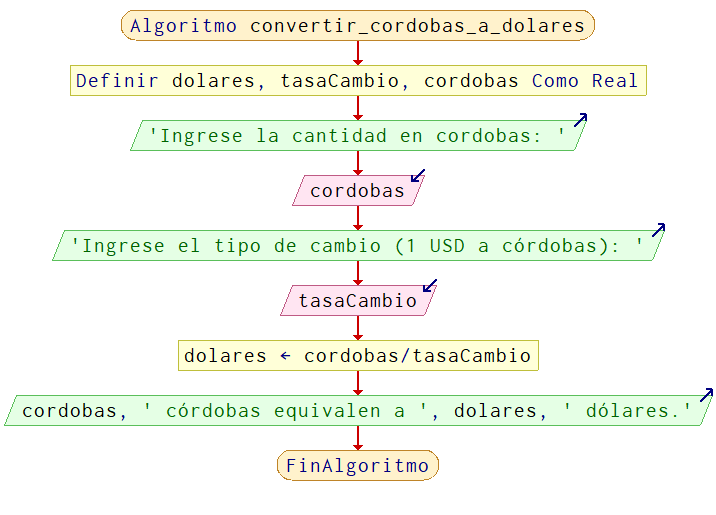 Algoritmo convertir_cordobas_a_dolares
Definir dolares, tasaCambio, cordobas Como Real
'Ingrese la cantidad en cordobas: '
cordobas
'Ingrese el tipo de cambio (1 USD a córdobas): '
tasaCambio
dolares ← cordobas/tasaCambio
cordobas, ' córdobas equivalen a ', dolares, ' dólares.'
FinAlgoritmo